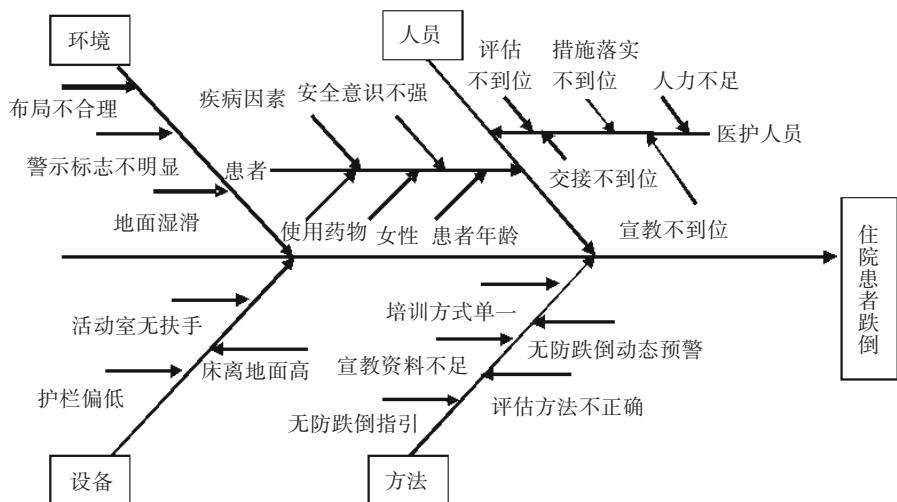 环境
人员
评估
不到位
措施落实
不到位
人力不足
布局不合理
疾病因素
安全意识不强
医护人员
警示标志不明显
患者
交接不到位
地面湿滑
使用药物
女性
患者年龄
宣教不到位
住院患者跌倒
活动室无扶手
培训方式单一
床离地面高
宣教资料不足
无防跌倒动态预警
护栏偏低
无防跌倒指引
评估方法不正确
设备
方法